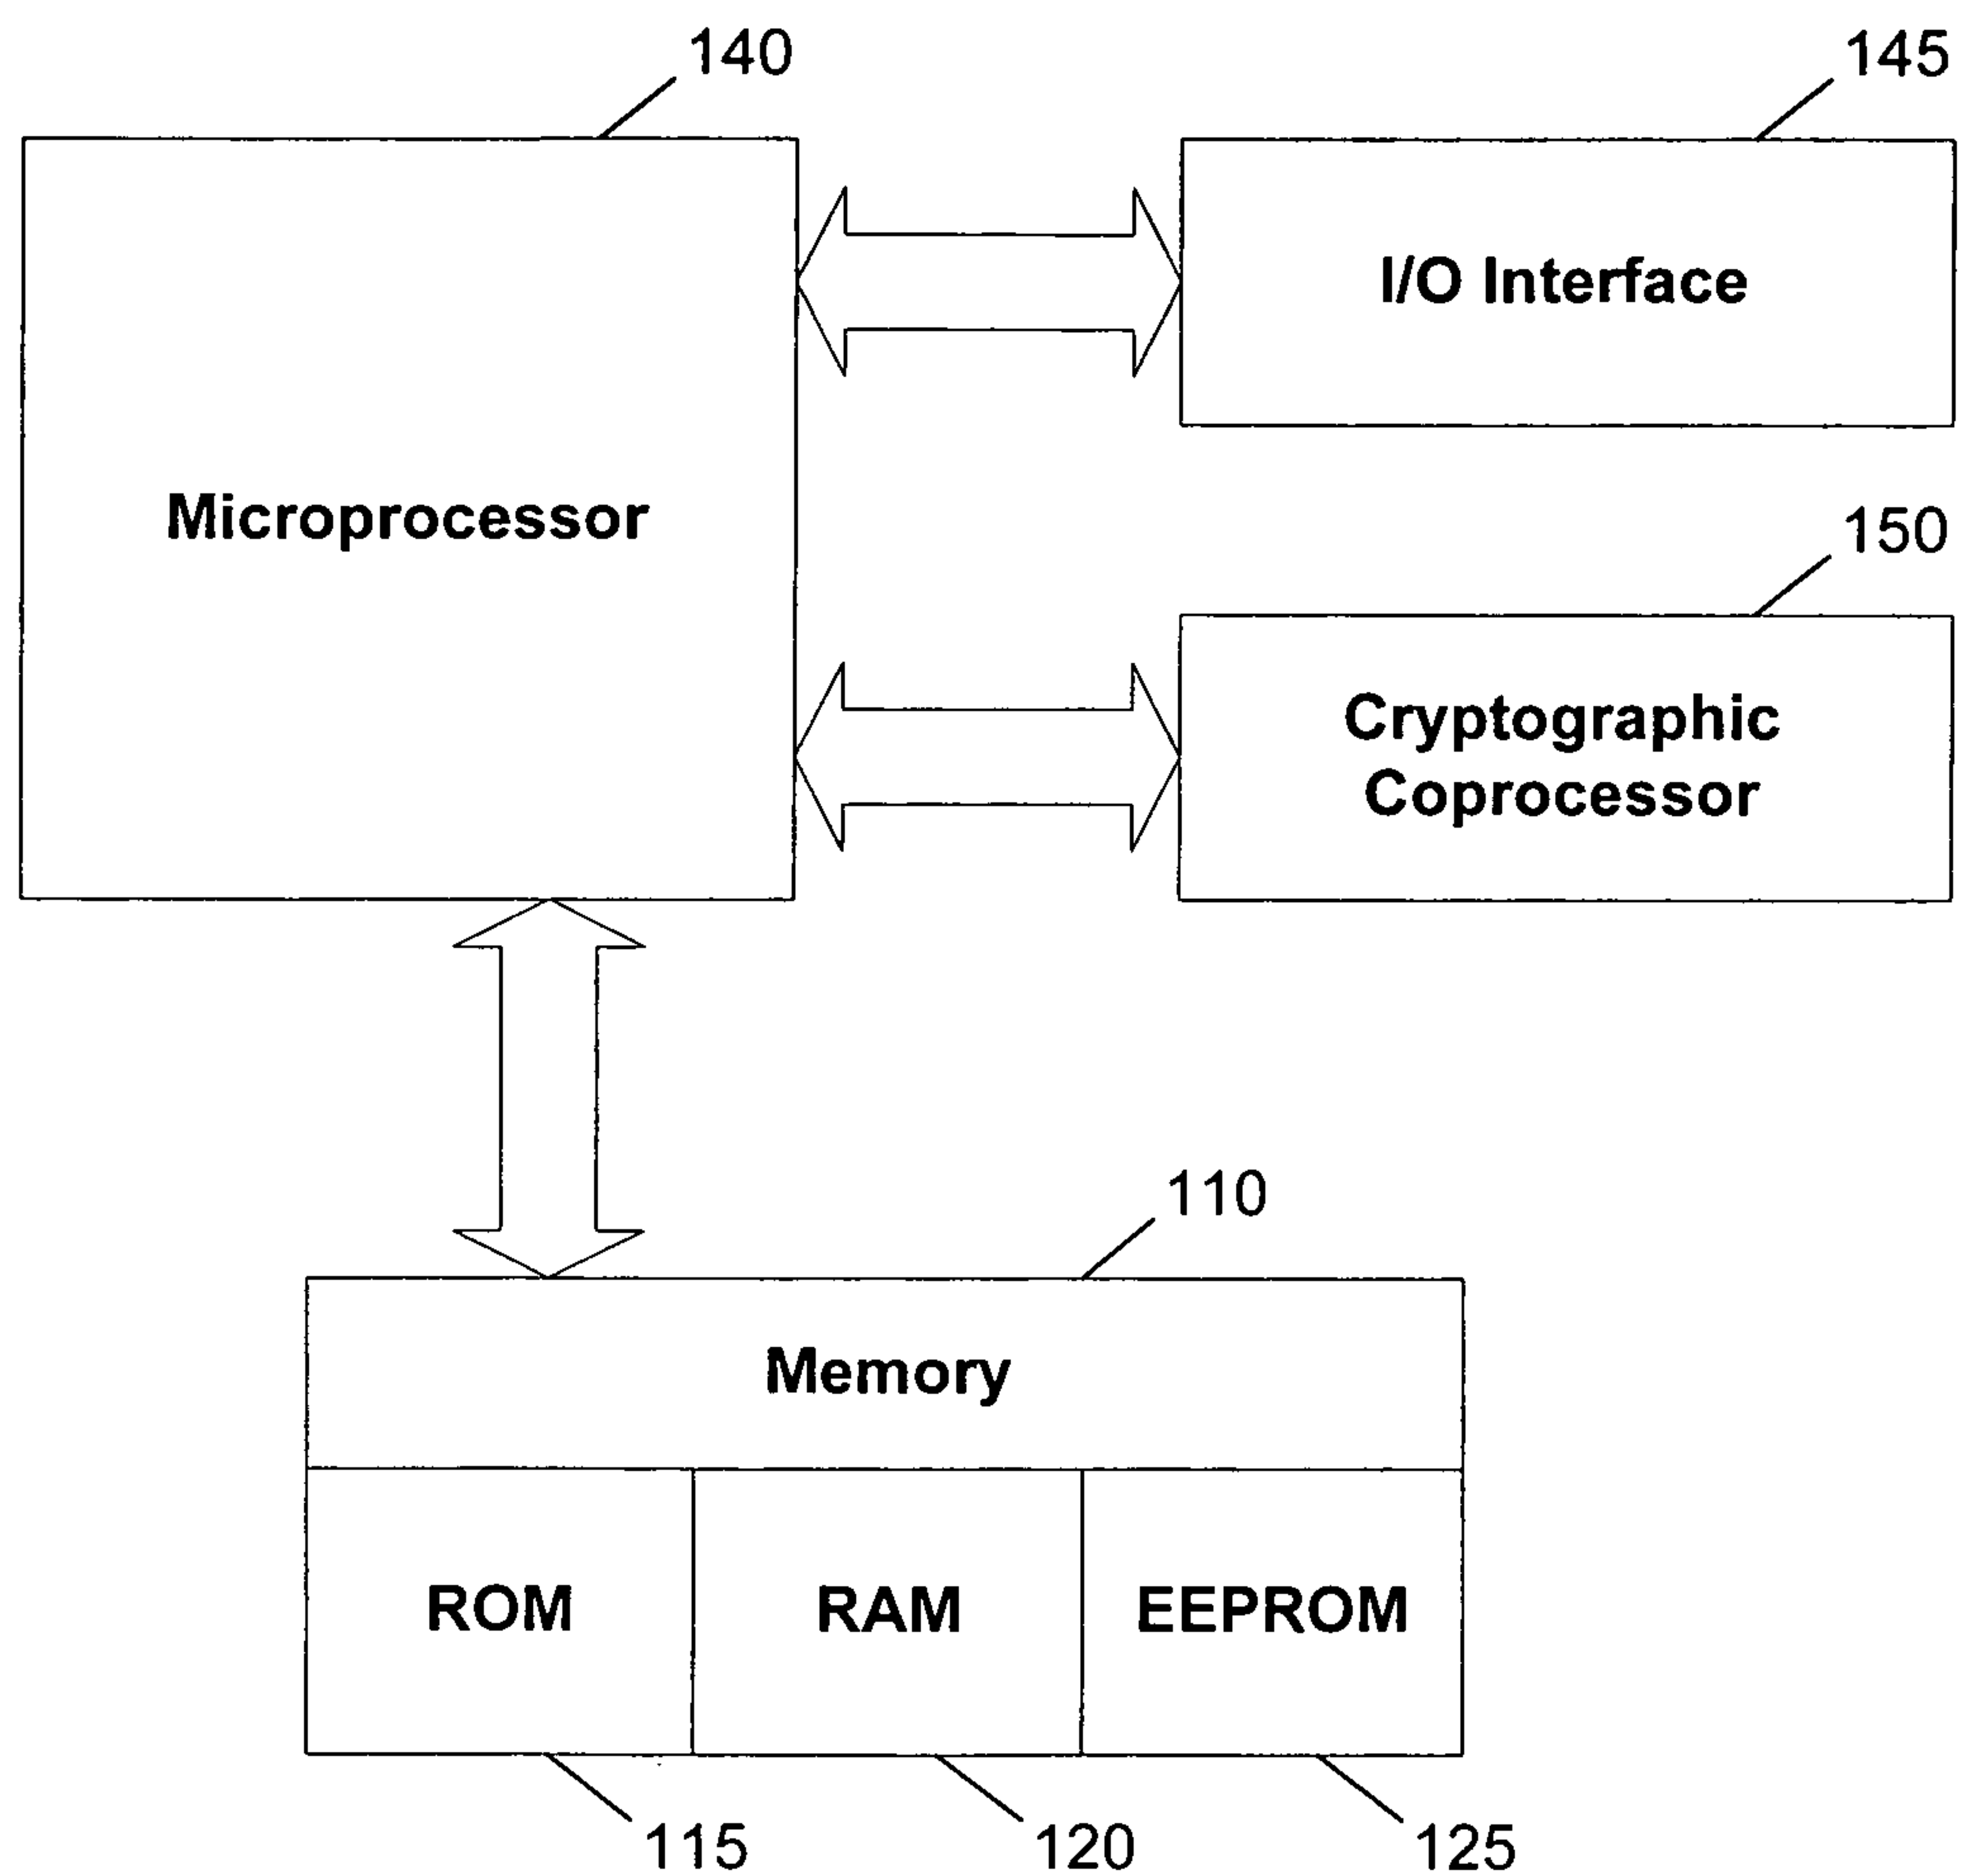 140
145
I/O Interface
Microprocessor
150
Cryptographic
Coprocessor
110
Memory
ROM
RAM
EEPROM
115
120
125